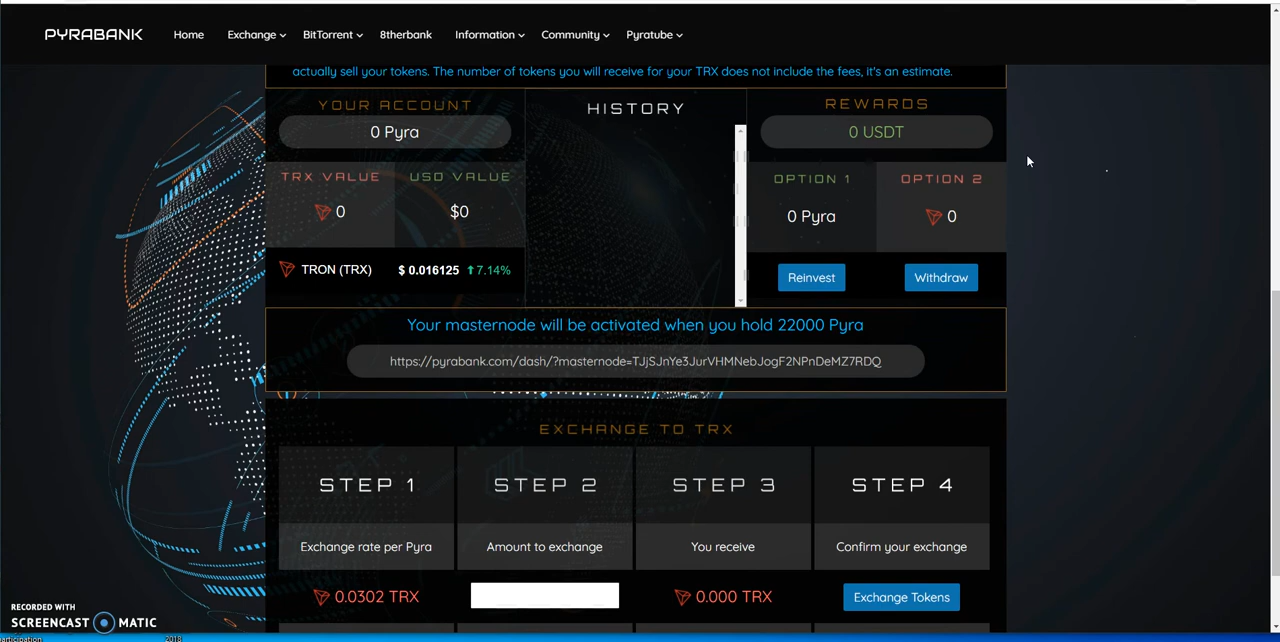 PYRABANK
Home
Exchange
BitTorrent
8therbank
Information
Community
Pyratube
actually sell your tokens. The number of tokens you will receive for your TRX does not include the fees, it's an estimate.
YOUR ACCOUNT
0 Pyra
TRX VALUE
USD VALUE
0
$0
TRON (TRX)
$ 0.016125
7.14%
HISTORY
REWARDS
0 USDT
OPTION 1
OPTION 2
0 Pyra
0
Reinvest
Withdraw
Your masternode will be activated when you hold 22000 Pyra
https://pyrabank.com/dash/?masternode=TJjSJnYe3JurVHMNebJogF2NPnDeMZ7RDQ
EXCHANGE TO TRX
STEP 1
STEP 2
STEP 3
STEP 4
Exchange rate per Pyra
Amount to exchange
You receive
Confirm your exchange
0.0302 TRX
0.000 TRX
Exchange Tokens
RECORDED WITH
SCREENCAST MATIC
2018